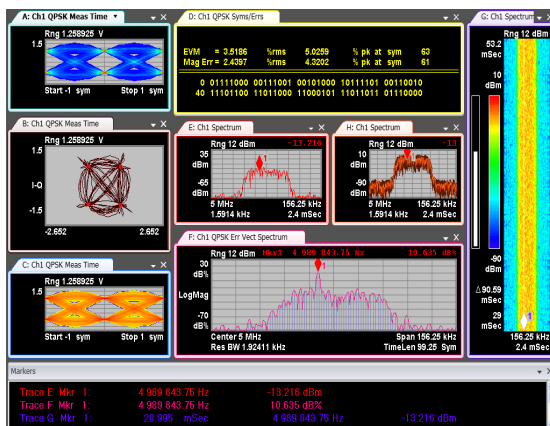 A: Ch1 QPSK Meas Time
Rng 1.258925 V
1.5
-1.5
Start -1 sym Stop 1 sym
B: Ch1 QPSK Meas Time
Rng 1.258925 V
1.5
I-Q
-1.5
-2.652 2.652
C: Ch1 QPSK Meas Time
Rng 1.258925 V
1.5
-1.5
Start -1 sym Stop 1 sym
D: Ch1 QPSK Syms/Errs
EVM = 3.5186 %rms 5.0259 % pk at sym 63
Mag Err = 2.4397 %rms 4.3202 % pk at sym 61
0 01111000 00111001 00101000 10111101 00110010
40 11101100 11011000 11000101 11011011 01110000
E: Ch1 Spectrum
Rng 12 dBm -13.216
35
dBm
1
-65
dBm
5 MHz 156.25 kHz
1.5914 kHz 2.4 mSec
H: Ch1 Spectrum
Rng 12 dBm -13
10
dBm
-90
dBm
5 MHz 156.25 kHz
1.5914 kHz 2.4 mSec
F: Ch1 QPSK Err Vect Spectrum
Rng 12 dBm Mkr1 4 989 843.75 Hz 10.635 dB%
30
dB%
1
LogMag
-70
dB%
Center 5 MHz Span 156.25 kHz
Res BW 1.92411 kHz TimeLen 99.25 Sym
G: Ch1 Spectrum
Rng 12 dBm
53.2
mSec
10
dBm
-90
dBm
Δ90.59
mSec
29
mSec
1
156.25 kHz
2.4 mSec
Markers
Trace E Mkr 1: 4 989 843.75 Hz -13.216 dBm
Trace F Mkr 1: 4 989 843.75 Hz 10.635 dB%
Trace G Mkr 1: 28.995 mSec 4 989 843.75 Hz -13.216 dBm